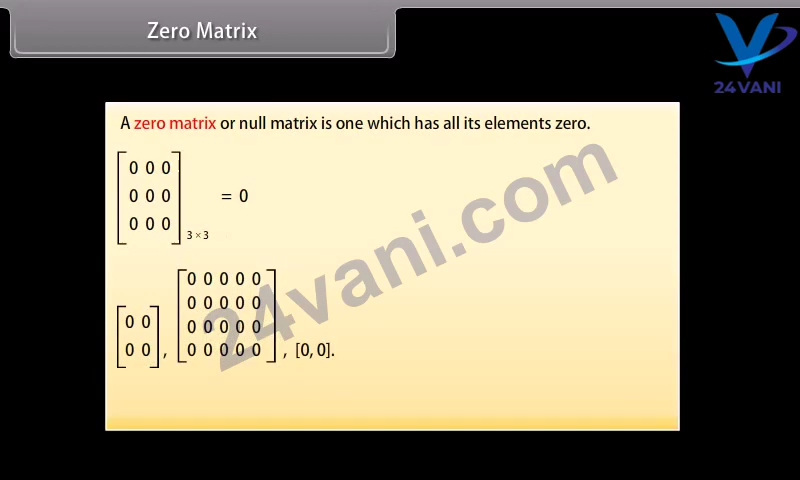 Zero Matrix
24VANI
A zero matrix or null matrix is one which has all its elements zero.
0 0 0
0 0 0 = 0
0 0 0
3 × 3
0 0 0 0 0
0 0 0 0 0
0 0 0 0 0
0 0 0 0 0
0 0
0 0 , , [0, 0].
24vani.com